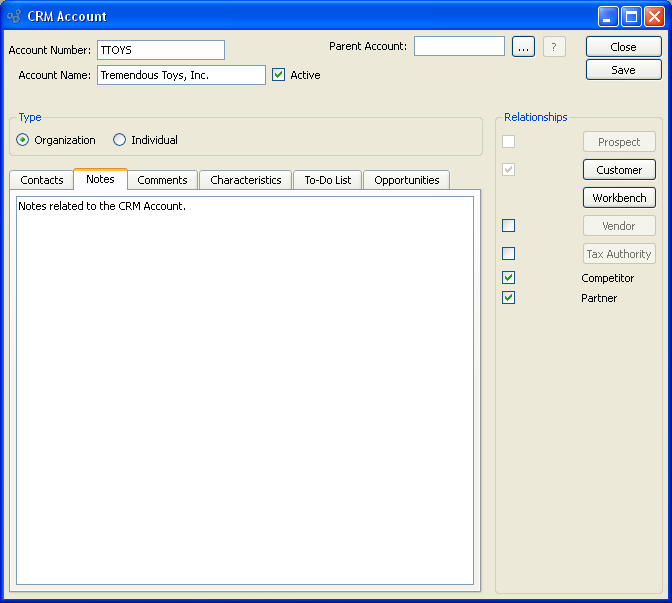 CRM Account
Account Number: TTOYS
Parent Account: ... ?
Close
Account Name: Tremendous Toys, Inc. Active
Save
Type
Organization Individual
Relationships
Prospect
Customer
Workbench
Vendor
Tax Authority
Competitor
Partner
Contacts Notes Comments Characteristics To-Do List Opportunities
Notes related to the CRM Account.